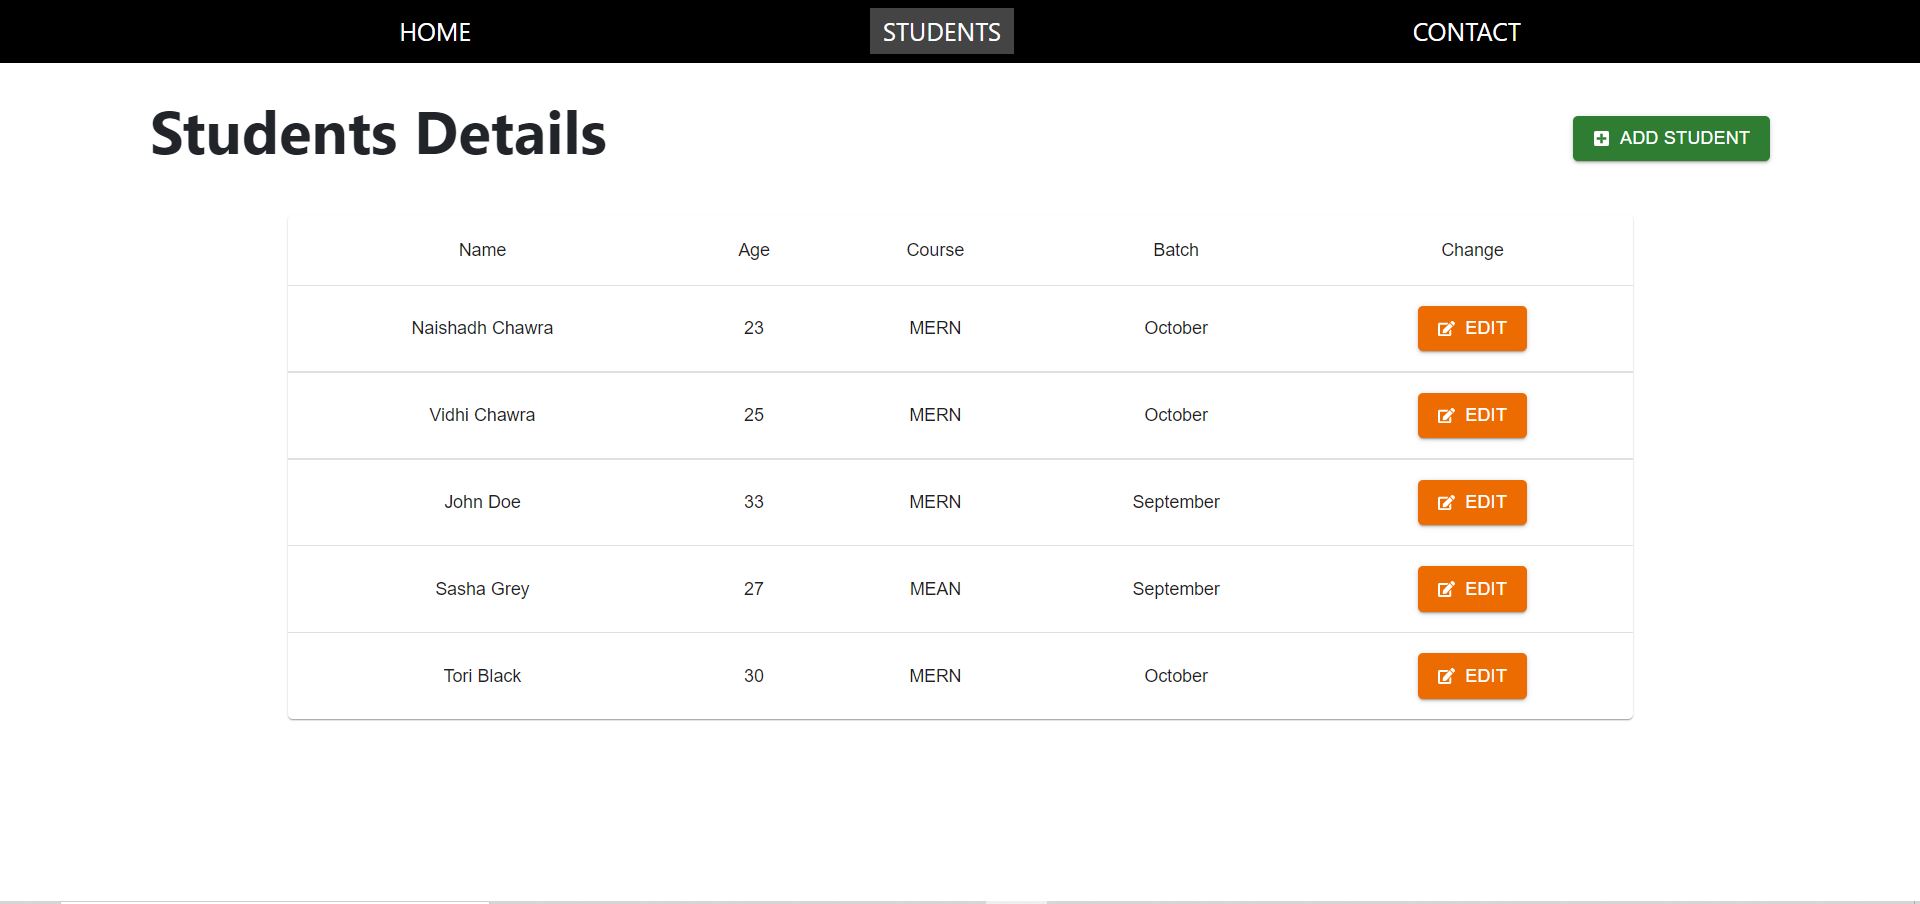 HOME STUDENTS CONTACT
Students Details
ADD STUDENT
Name Age Course Batch Change
Naishadh Chawra 23 MERN October EDIT
Vidhi Chawra 25 MERN October EDIT
John Doe 33 MERN September EDIT
Sasha Grey 27 MEAN September EDIT
Tori Black 30 MERN October EDIT